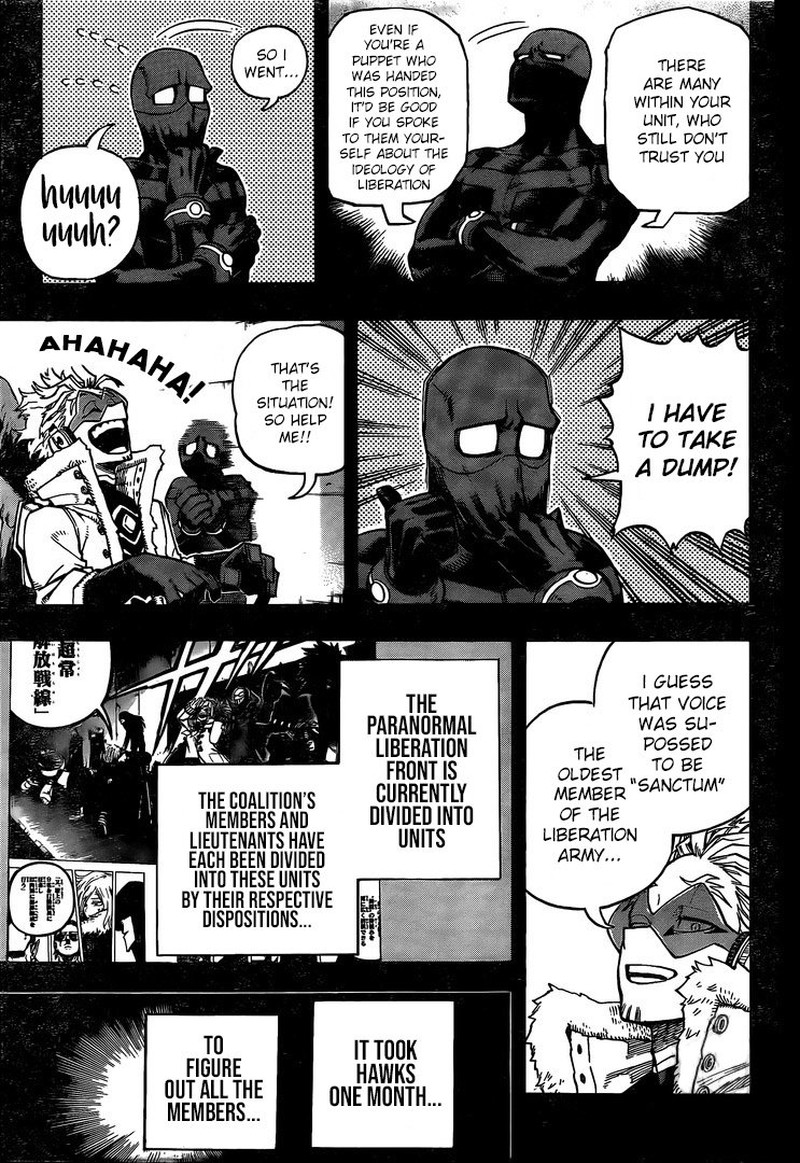 THERE
ARE MANY
WITHIN YOUR
UNIT, WHO
STILL DON'T
TRUST YOU
EVEN IF
YOU'RE A
PUPPET WHO
WAS HANDED
THIS POSITION,
IT'D BE GOOD
IF YOU SPOKE
TO THEM YOUR-
SELF ABOUT THE
IDEOLOGY OF
LIBERATION
SO I
WENT...
huuuu
uuuh?
I HAVE
TO TAKE
A DUMP!
THAT'S
THE
SITUATION!
SO HELP
ME!!
AHAHAHA!
I GUESS
THAT VOICE
WAS SU-
POSSED
TO BE
"SANCTUM"
THE
OLDEST
MEMBER
OF THE
LIBERATION
ARMY...
超常
解放戦線」
THE
PARANORMAL
LIBERATION
FRONT IS
CURRENTLY
DIVIDED INTO
UNITS
THE COALITION'S
MEMBERS AND
LIEUTENANTS HAVE
EACH BEEN DIVIDED
INTO THESE UNITS
BY THEIR RESPECTIVE
DISPOSITIONS...
IT TOOK
HAWKS
ONE MONTH...
TO
FIGURE
OUT ALL THE
MEMBERS...